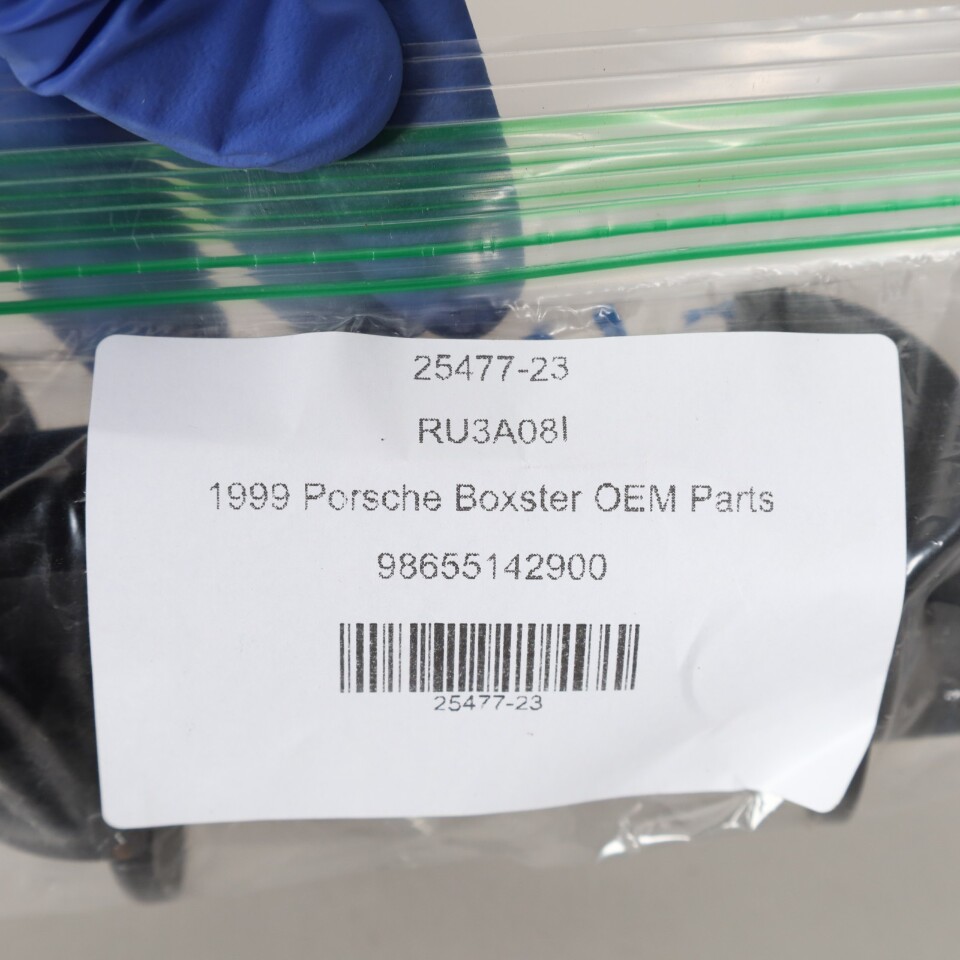 25477-23
RU3A08I
1999 Porsche Boxster OEM Parts
98655142900
25477-23